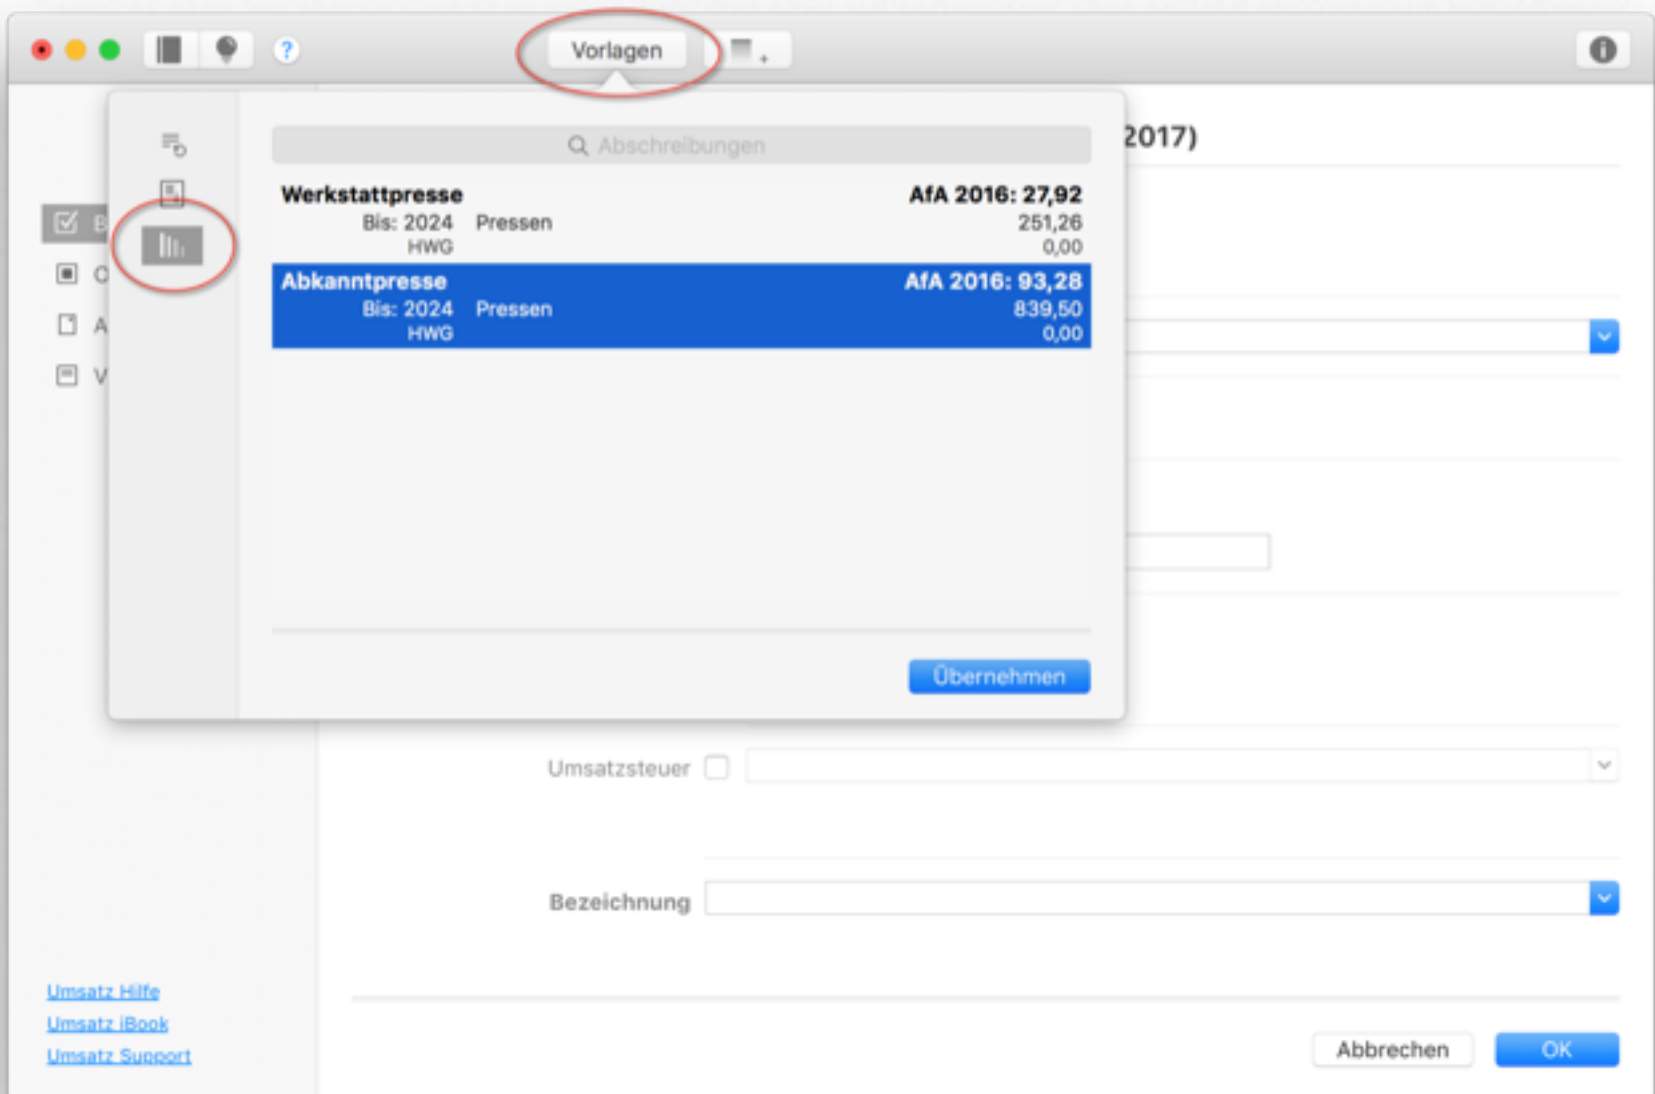 ?
Vorlagen
2017)
Abschreibungen
Werkstattpresse AfA 2016: 27,92
Bis: 2024 Pressen 251,26
HWG 0,00
Abkanntpresse AfA 2016: 93,28
Bis: 2024 Pressen 839,50
HWG 0,00
A
V
Übernehmen
Umsatzsteuer
Bezeichnung
Umsatz Hilfe
Umsatz iBook
Umsatz Support
Abbrechen OK